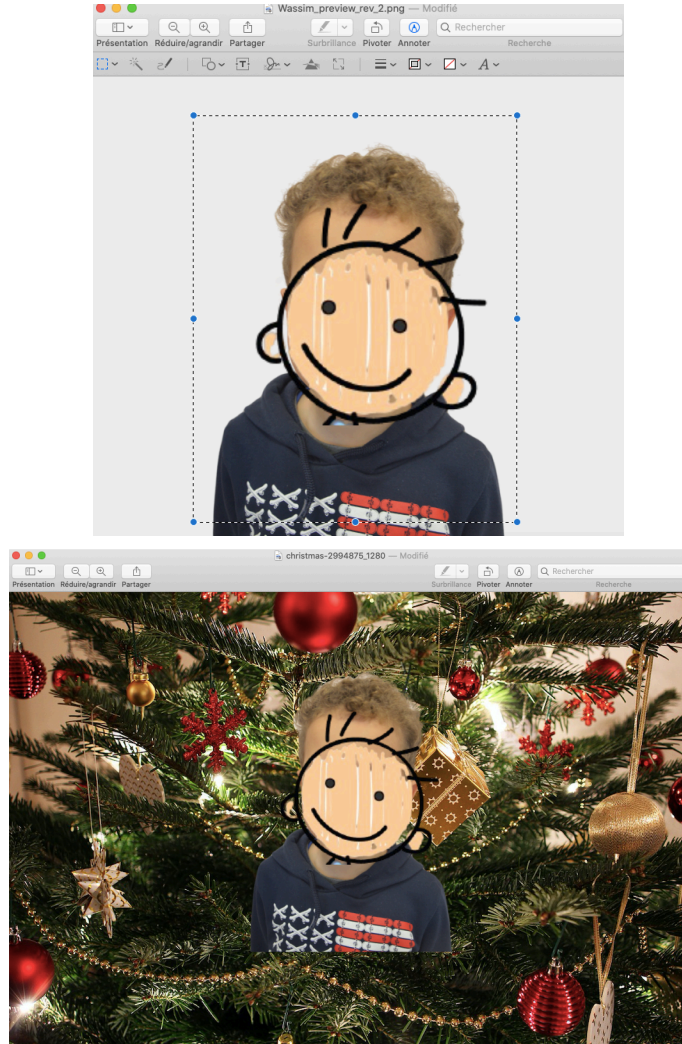 Wassim_preview_rev_2.png — Modifié
Rechercher
Présentation Réduire/agrandir Partager Surbrillance Pivoter Annoter Recherche
T A
christmas-2994875_1280 — Modifié
Rechercher
Présentation Réduire/agrandir Partager Surbrillance Pivoter Annoter Recherche